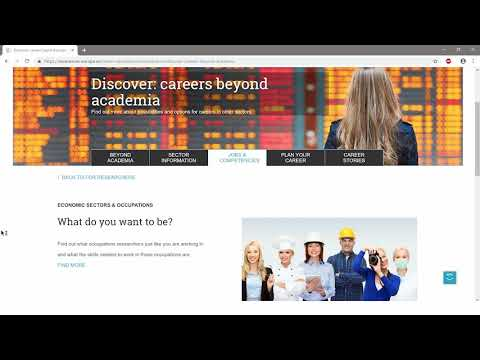 Discover: careers beyond
academia
Find out more about possibilities and options for careers in other sectors
BEYOND
ACADEMIA
SECTOR
INFORMATION
JOBS &
COMPETENCIES
PLAN YOUR
CAREER
CAREER
STORIES
BACK TO FOR RESEARCHERS
ECONOMIC SECTORS & OCCUPATIONS
What do you want to be?
Find out what occupations researchers just like you are working in
and what the skills needed to work in these occupations are.
FIND MORE